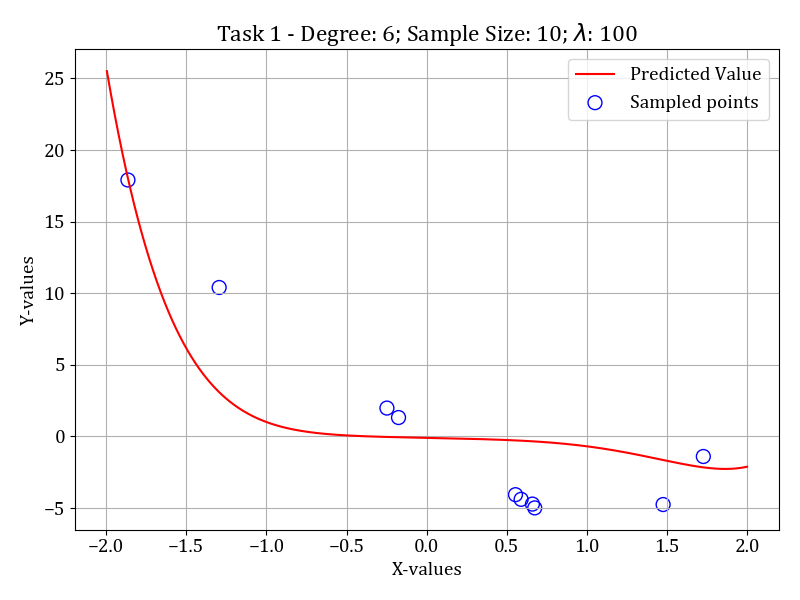 Task 1 - Degree: 6; Sample Size: 10; λ: 100
Predicted Value
Sampled points
25
20
15
10
5
0
−5
Y-values
−2.0 −1.5 −1.0 −0.5 0.0 0.5 1.0 1.5 2.0
X-values